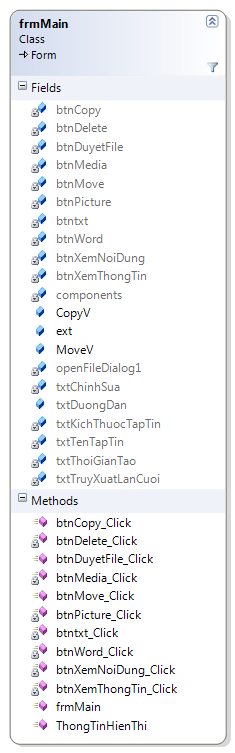 frmMain
Class
Form
Fields
btnCopy
btnDelete
btnDuyetFile
btnMedia
btnMove
btnPicture
btntxt
btnWord
btnXemNoiDung
btnXemThongTin
components
CopyV
ext
MoveV
openFileDialog1
txtChinhSua
txtDuongDan
txtKichThuocTapTin
txtTenTapTin
txtThoiGianTao
txtTruyXuatLanCuoi
Methods
btnCopy_Click
btnDelete_Click
btnDuyetFile_Click
btnMedia_Click
btnMove_Click
btnPicture_Click
btntxt_Click
btnWord_Click
btnXemNoiDung_Click
btnXemThongTin_Click
frmMain
ThongTinHienThi